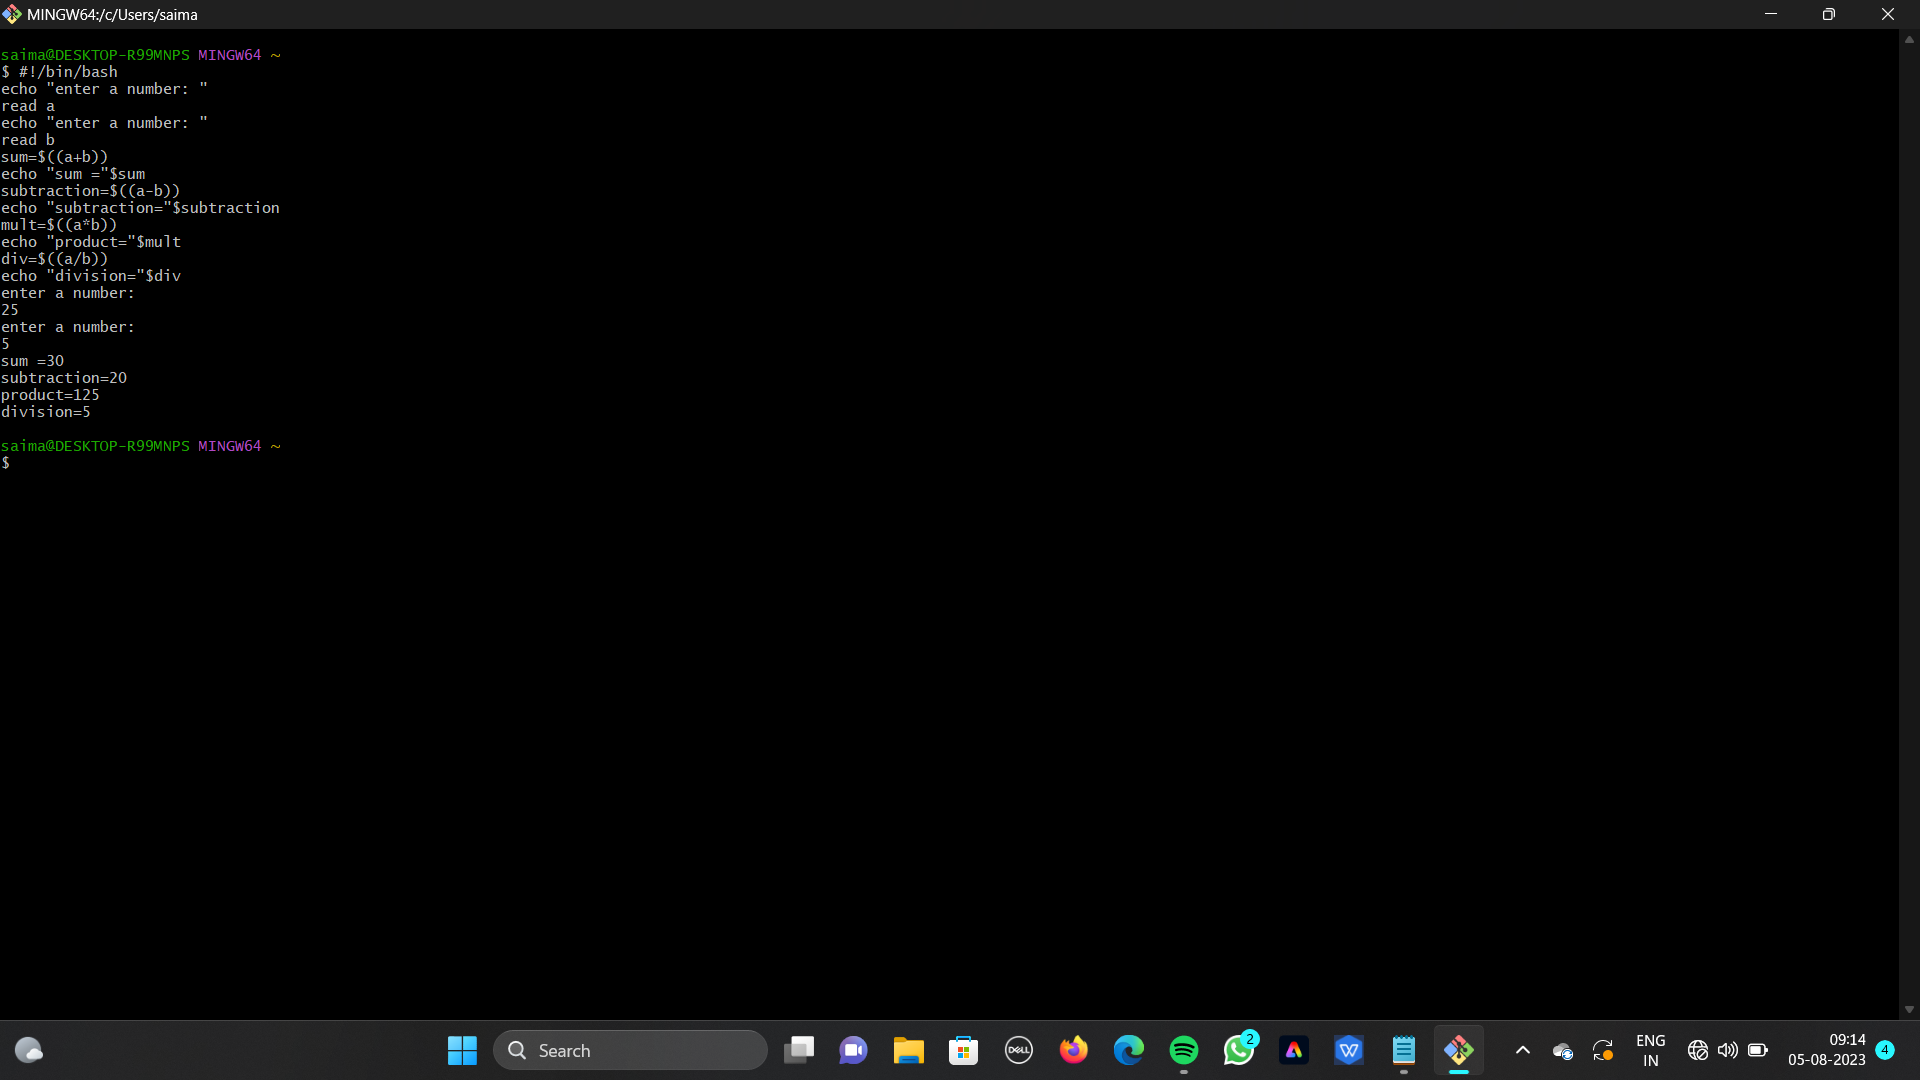 MINGW64:/c/Users/saima
saima@DESKTOP-R99MNPS MINGW64 ~
$ #!/bin/bash
echo "enter a number: "
read a
echo "enter a number: "
read b
sum=$((a+b))
echo "sum ="$sum
subtraction=$((a-b))
echo "subtraction="$subtraction
mult=$((a*b))
echo "product="$mult
div=$((a/b))
echo "division="$div
enter a number:
25
enter a number:
5
sum =30
subtraction=20
product=125
division=5
saima@DESKTOP-R99MNPS MINGW64 ~
$
Search
DELL
2
W
ENG
IN
09:14
05-08-2023
4